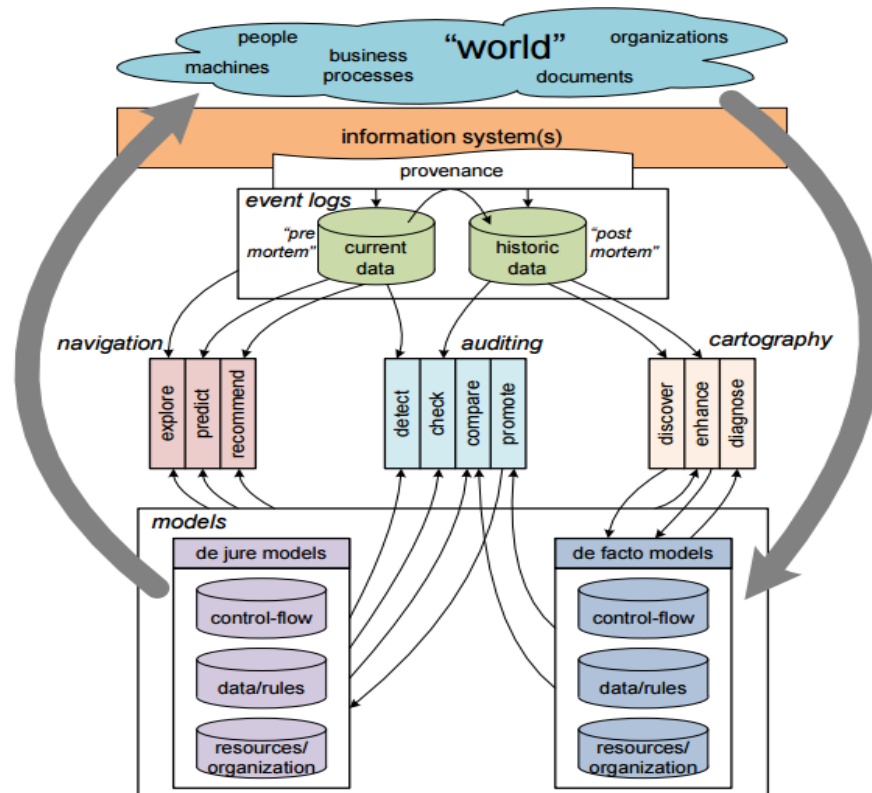 people
“world”
organizations
machines
business
processes
documents
information system(s)
provenance
event logs
“pre
mortem”
current
data
historic
data
“post
mortem”
navigation
auditing
cartography
explore
predict
recommend
detect
check
compare
promote
discover
enhance
diagnose
models
de jure models
de facto models
control-flow
control-flow
data/rules
data/rules
resources/
organization
resources/
organization